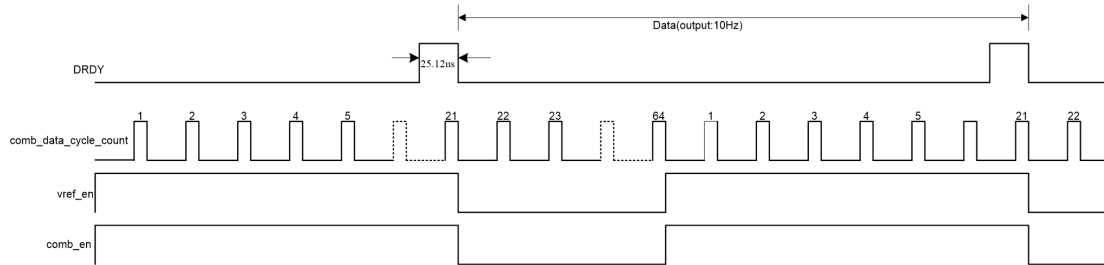 Data(output:10Hz)
DRDY
25.12us
1 2 3 4 5 21 22 23 64 1 2 3 4 5 21 22
comb_data_cycle_count
vref_en
comb_en